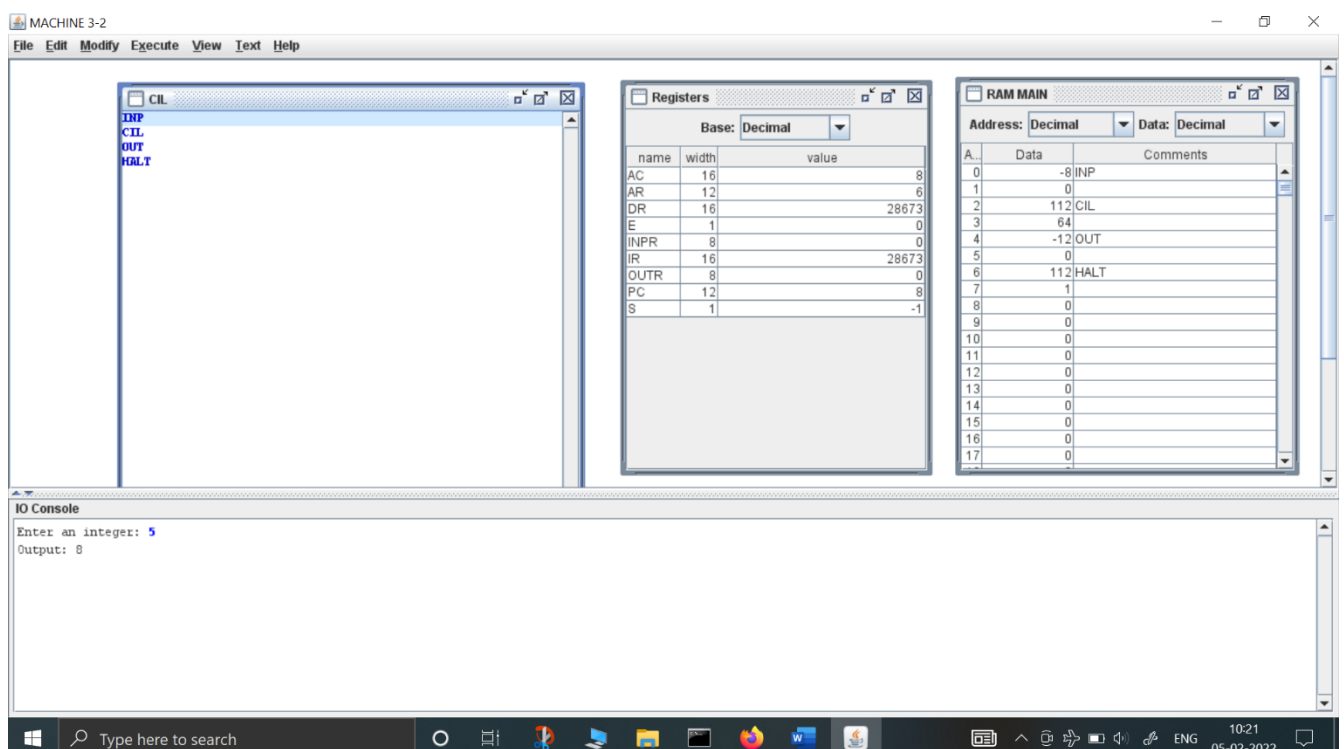 MACHINE 3-2
File Edit Modify Execute View Text Help
CIL
INP
CIL
OUT
HALT
Registers
Base: Decimal
name width value
AC 16 8
AR 12 6
DR 16 28673
E 1 0
INPR 8 0
IR 16 28673
OUTR 8 0
PC 12 8
S 1 -1
RAM MAIN
Address: Decimal Data: Decimal
A... Data Comments
0 -8 INP
1 0
2 112 CIL
3 64
4 -12 OUT
5 0
6 112 HALT
7 1
8 0
9 0
10 0
11 0
12 0
13 0
14 0
15 0
16 0
17 0
IO Console
Enter an integer: 5
Output: 8
Type here to search
ENG
10:21
05-02-2022